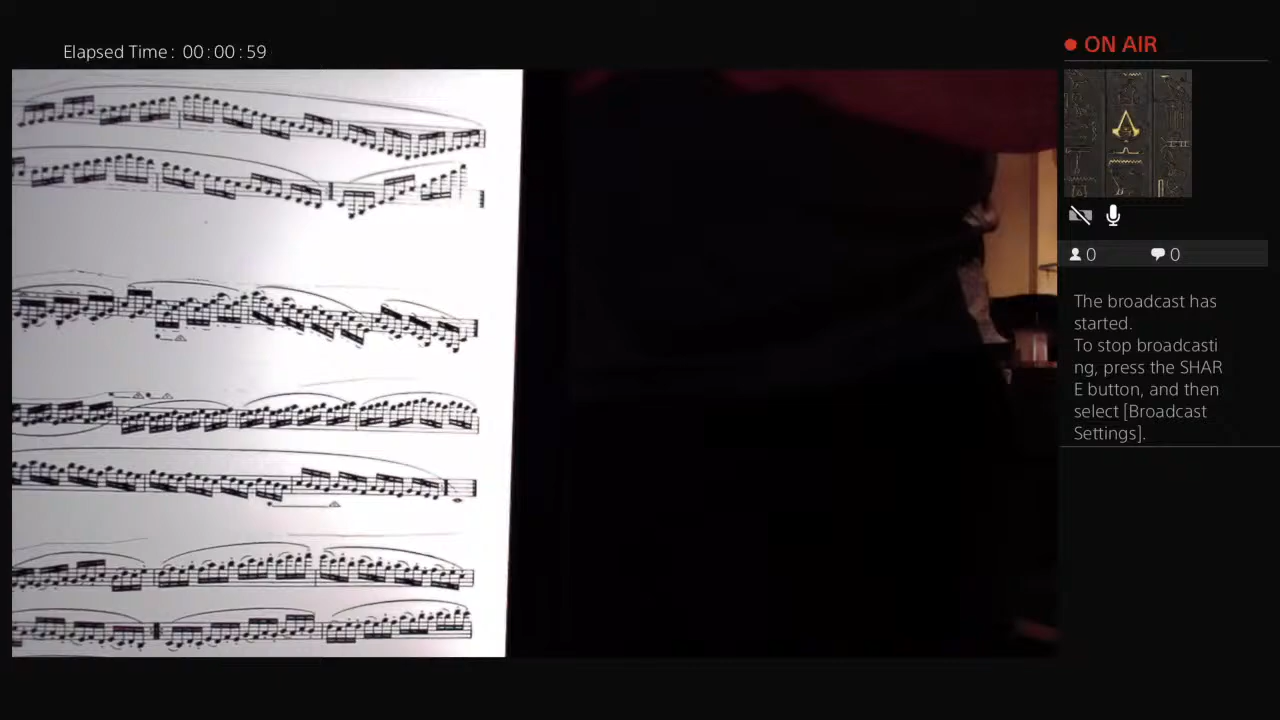 Elapsed Time: 00:00:59
ON AIR
0 0
The broadcast has
started.
To stop broadcasti
ng, press the SHAR
E button, and then
select [Broadcast
Settings].